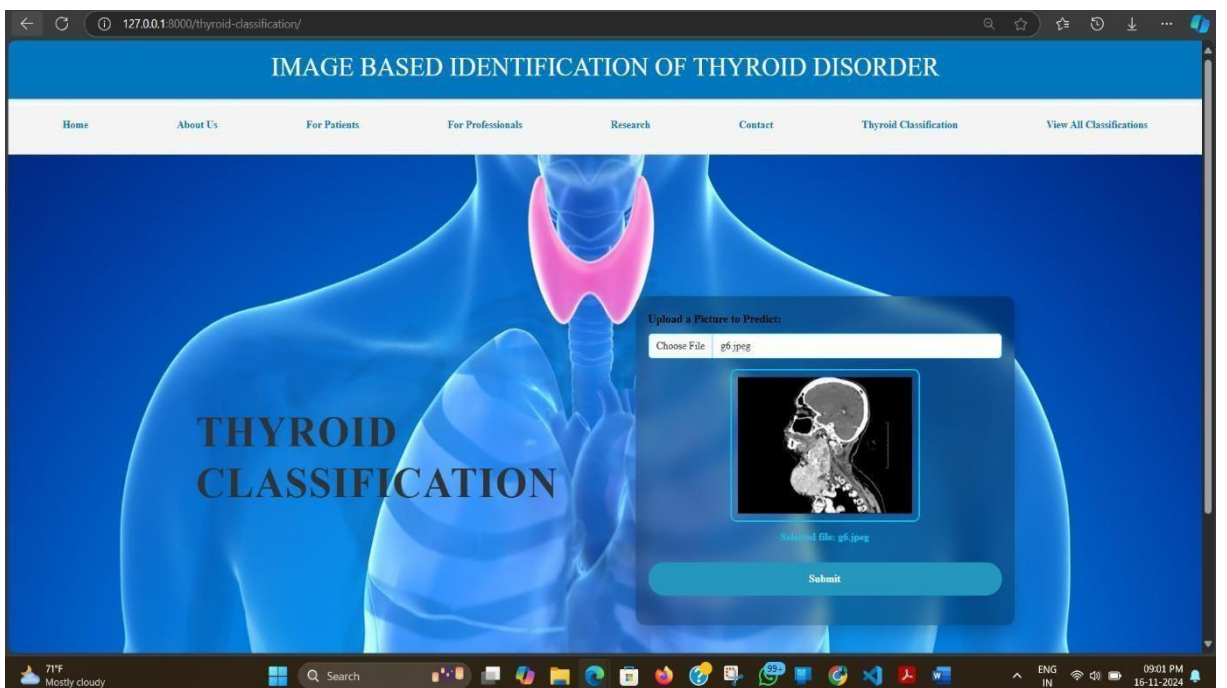 127.0.0.1:8000/thyroid-classification/
IMAGE BASED IDENTIFICATION OF THYROID DISORDER
Home About Us For Patients For Professionals Research Contact Thyroid Classification View All Classifications
Upload a Picture to Predict:
Choose File g6.jpeg
THYROID
CLASSIFICATION
Selected file: g6.jpeg
Submit
71°F
Mostly cloudy
Search
99+
ENG
IN
09:01 PM
16-11-2024